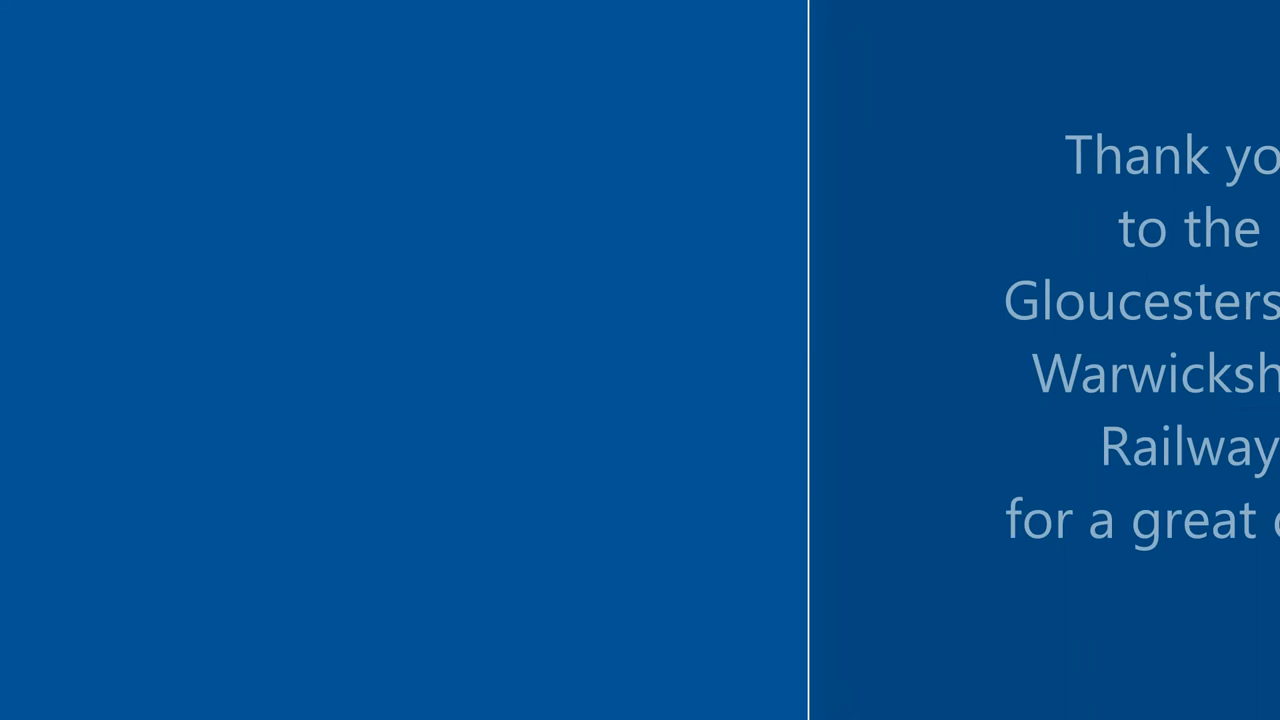 Thank yo
to the
Gloucesters
Warwicksh
Railway
for a great